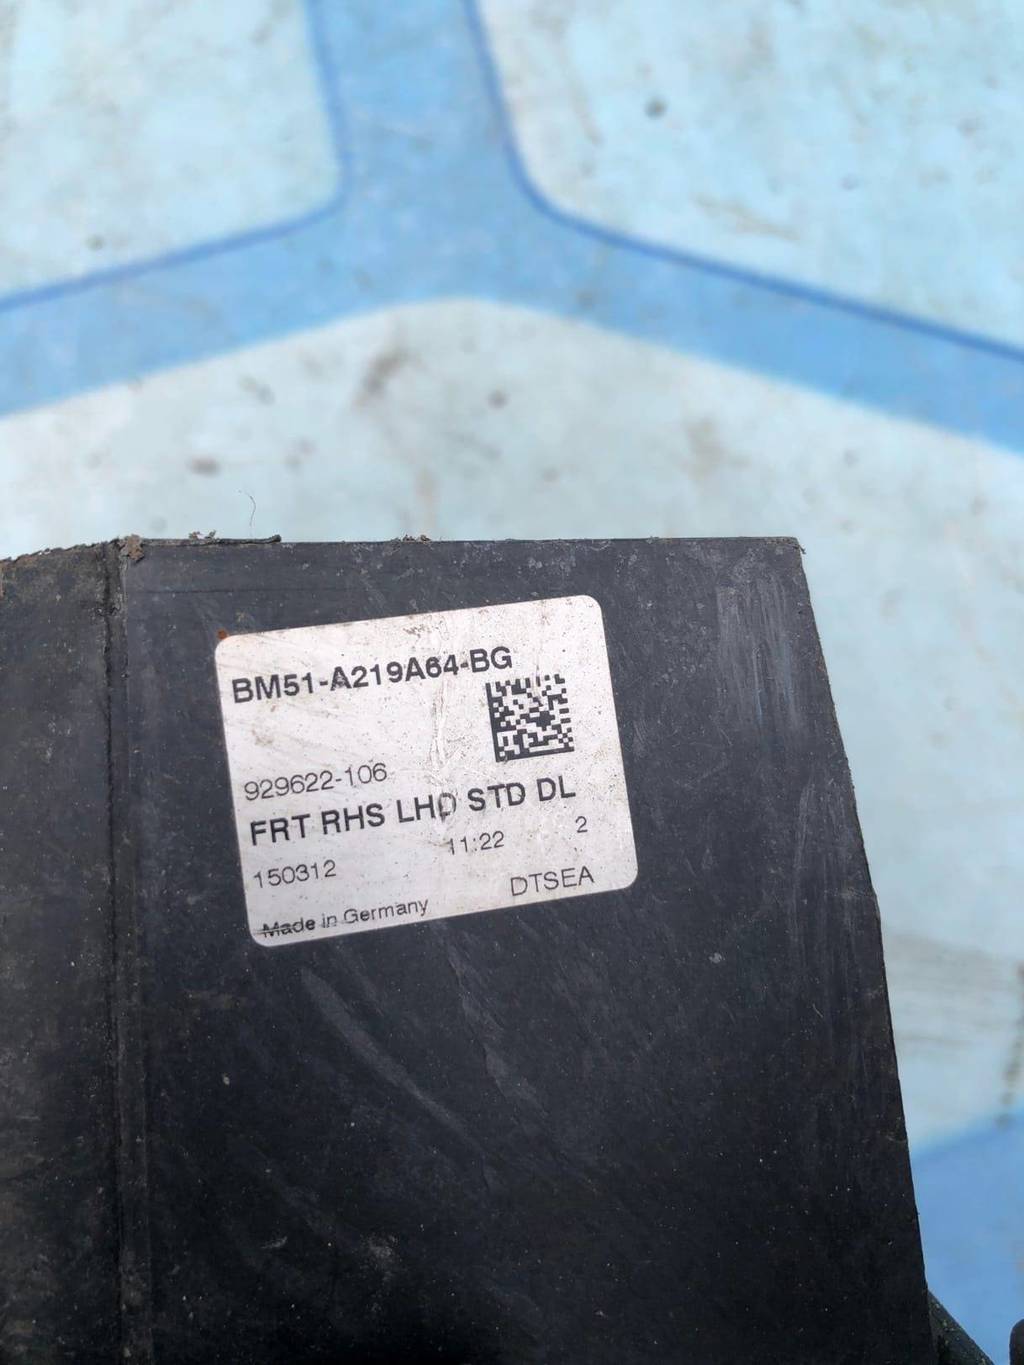 BM51-A219A64-BG
929622-106
FRT RHS LHD STD DL
150312 11:22 2
Made in Germany DTSEA